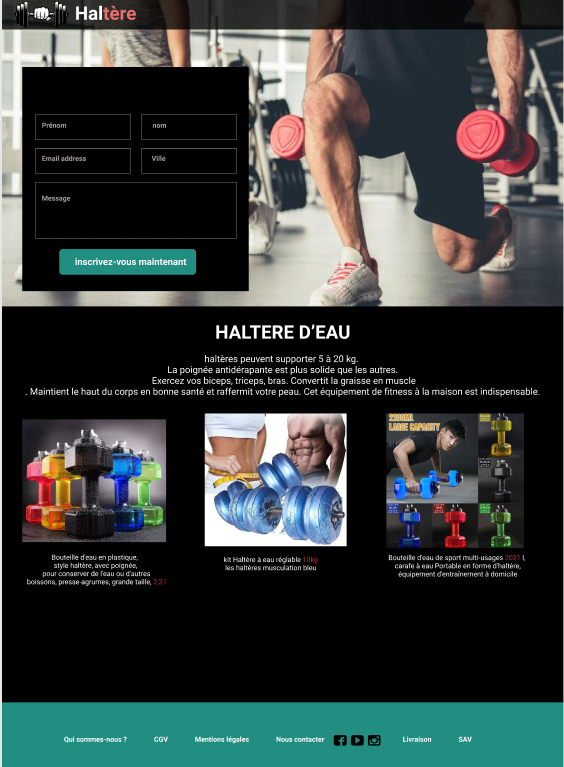 Haltère
Prénom
nom
Email address
Ville
Message
inscrivez-vous maintenant
HALTERE D'EAU
haltères peuvent supporter 5 à 20 kg.
La poignée antidérapante est plus solide que les autres.
Exercez vos biceps, triceps, bras. Convertit la graisse en muscle
. Maintient le haut du corps en bonne santé et raffermit votre peau. Cet équipement de fitness à la maison est indispensable.
2200ML
LARGE CAPACITY
Bouteille d'eau en plastique,
style haltère, avec poignée,
pour conserver de l'eau ou d'autres
boissons, presse-agrumes, grande taille, 2,2 l
kit Haltère à eau réglable 10kg
les haltères musculation bleu
Bouteille d'eau de sport multi-usages 2021 l,
carafe à eau Portable en forme d'haltère,
équipement d'entraînement à domicile
Qui sommes-nous ?
CGV
Mentions légales
Nous contacter
Livraison
SAV